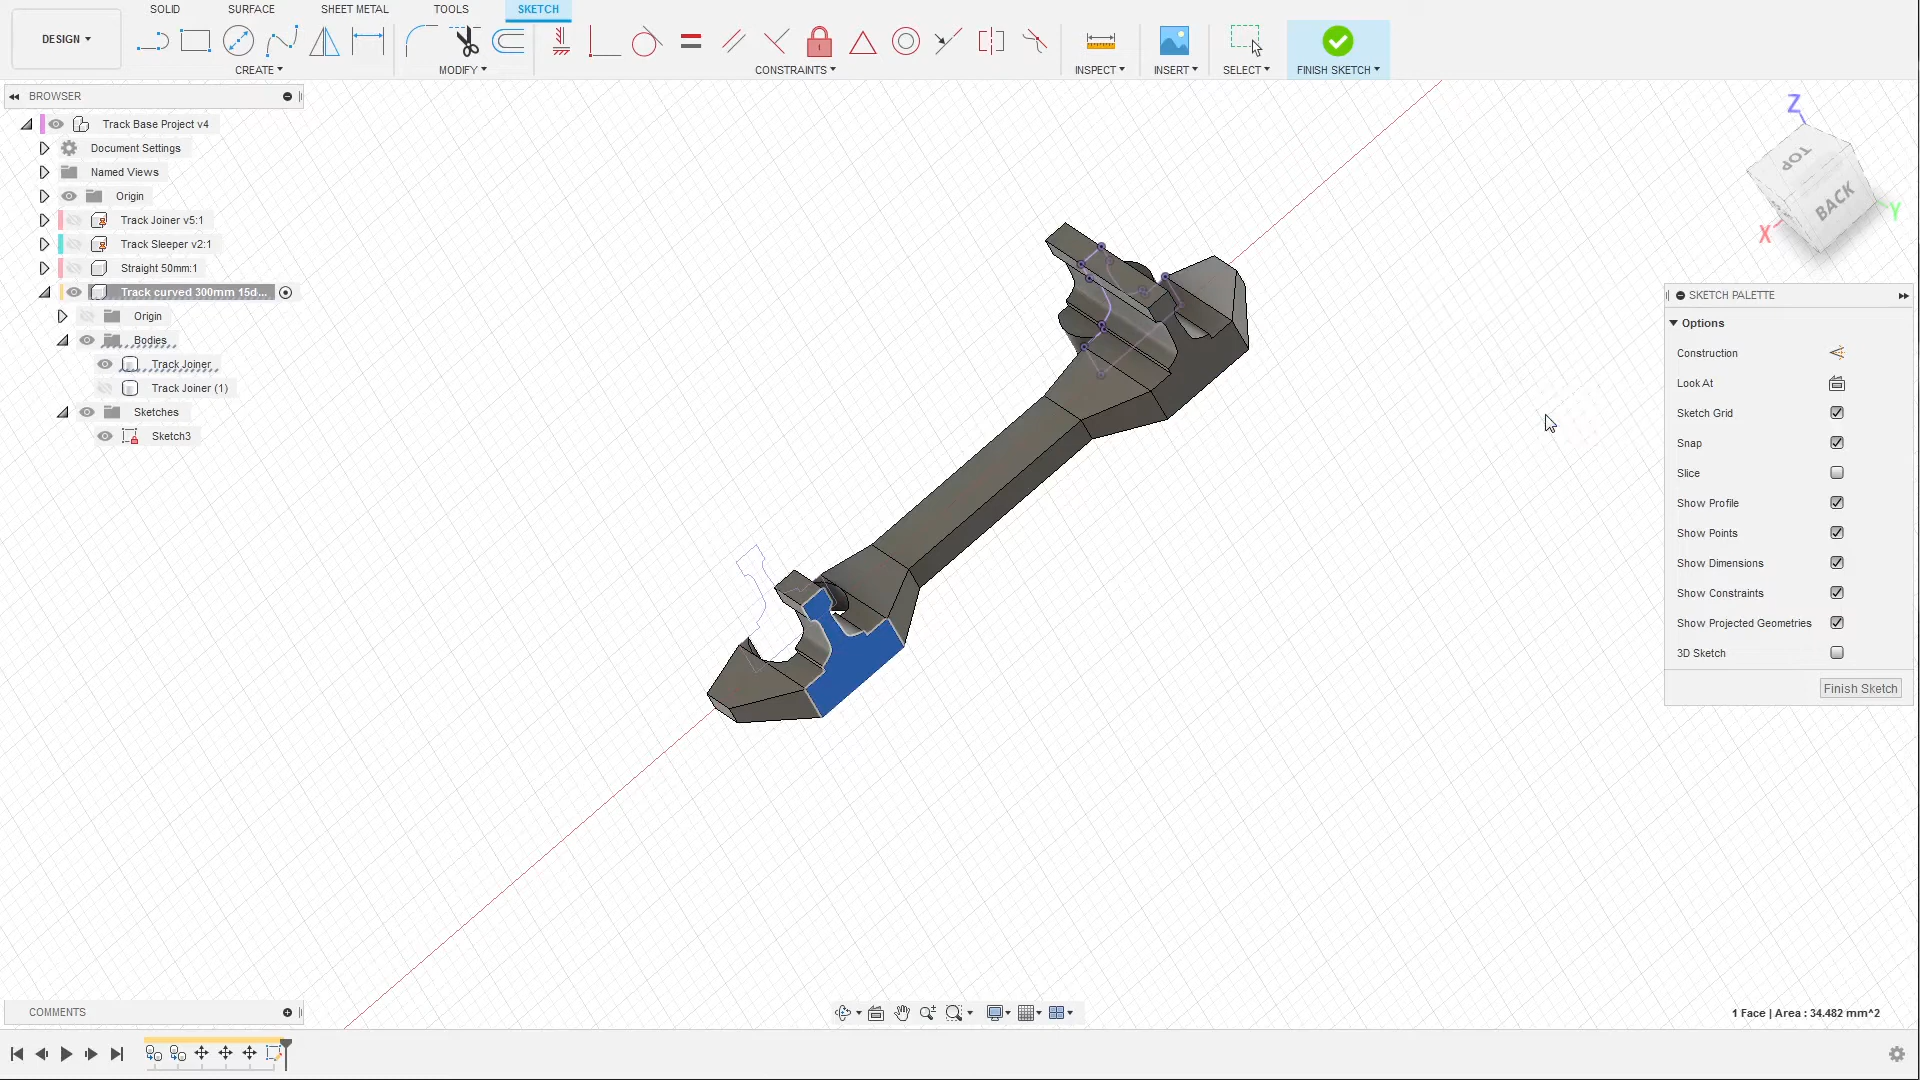 SOLID SURFACE SHEET METAL TOOLS SKETCH
DESIGN
CREATE MODIFY CONSTRAINTS INSPECT INSERT SELECT FINISH SKETCH
BROWSER
Track Base Project v4
Document Settings
Named Views
Origin
Track Joiner v5:1
Track Sleeper v2:1
Straight 50mm:1
Track curved 300mm 15d...
Origin
Bodies
Track Joiner
Track Joiner (1)
Sketches
Sketch3
Z
TOP
BACK
X
Y
SKETCH PALETTE
Options
Construction
Look At
Sketch Grid
Snap
Slice
Show Profile
Show Points
Show Dimensions
Show Constraints
Show Projected Geometries
3D Sketch
Finish Sketch
COMMENTS
1 Face | Area : 34.482 mm^2